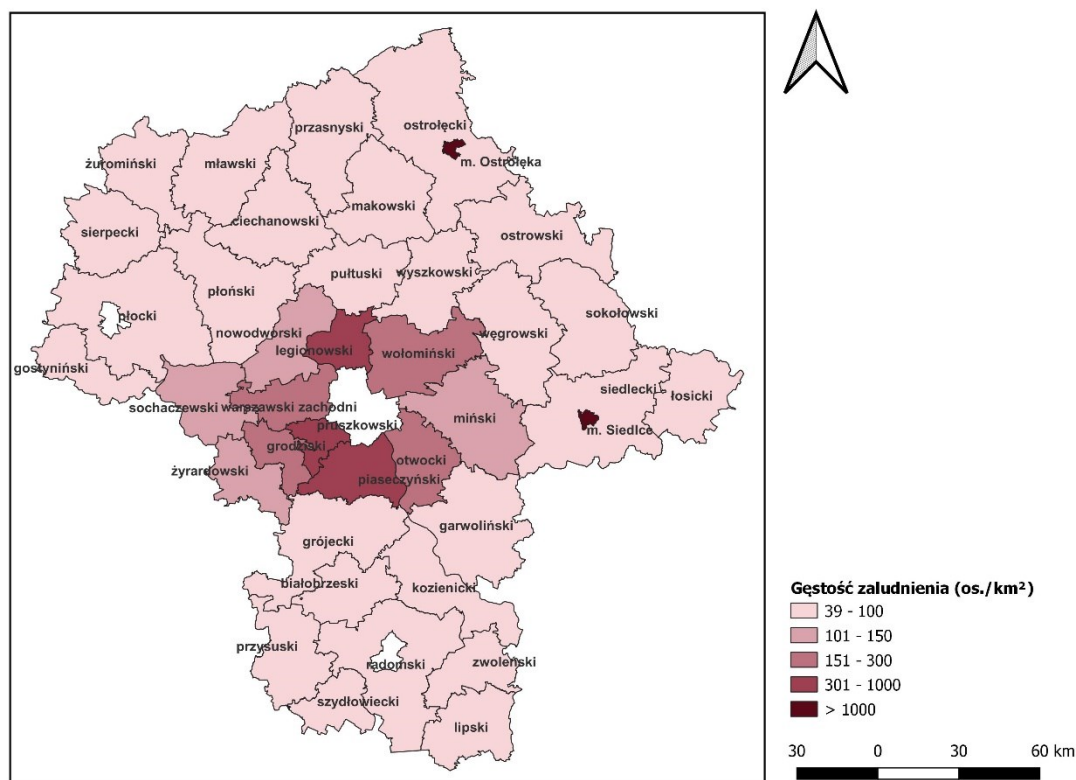 ostrołęcki
przasnyski
m. Ostrołęka
żuromiński
mławski
makowski
ciechanowski
sierpecki
ostrowski
pułtuski
wyszkowski
płoński
sokołowski
płocki
nowodworski
węgrowski
legionowski
wołomiński
gostyniński
siedlecki
łosicki
sochaczewski
warszawski zachodni
miński
pruszkowski
m. Siedlce
grodziski
otwocki
żyrardowski
piaseczyński
garwoliński
grójecki
białobrzeski
kozienicki
przysuski
radomski
zwoleński
szydłowiecki
lipski
Gęstość zaludnienia (os./km²)
39 - 100
101 - 150
151 - 300
301 - 1000
> 1000
30 0 30 60 km